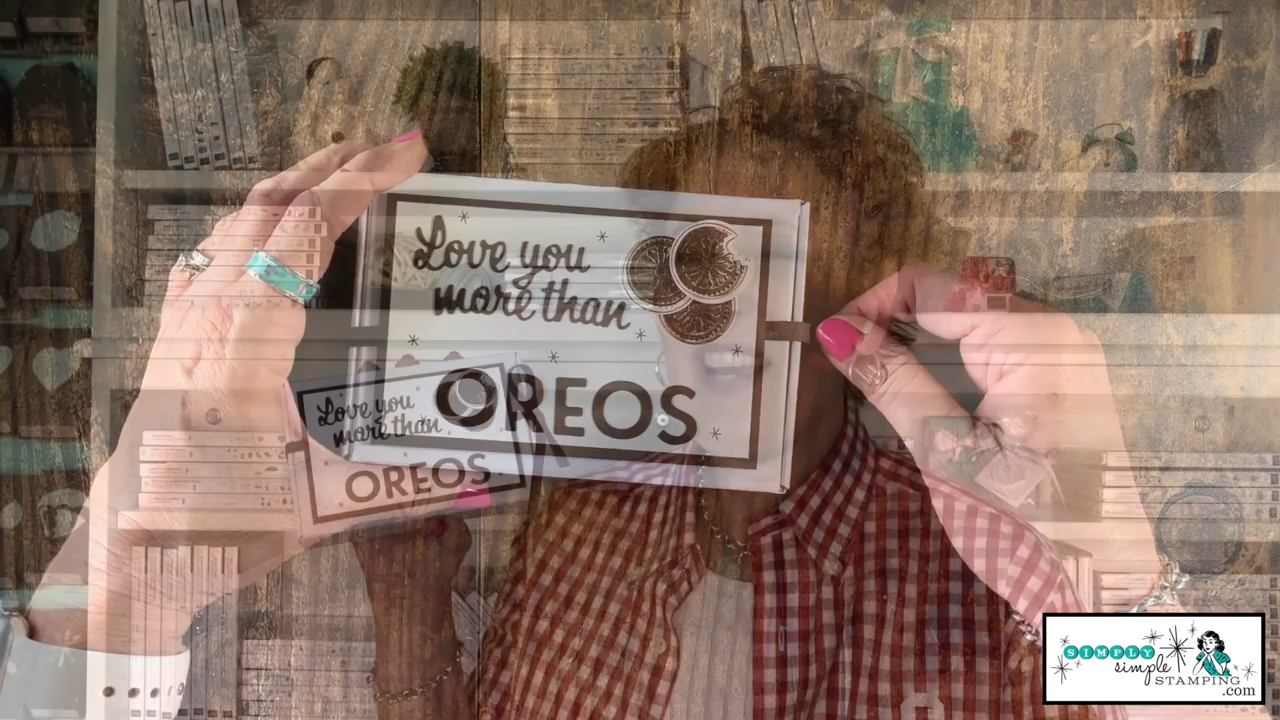 Love you
more than
OREOS
Love you
more than
OREOS
SIMPLY
simple
STAMPING
.com